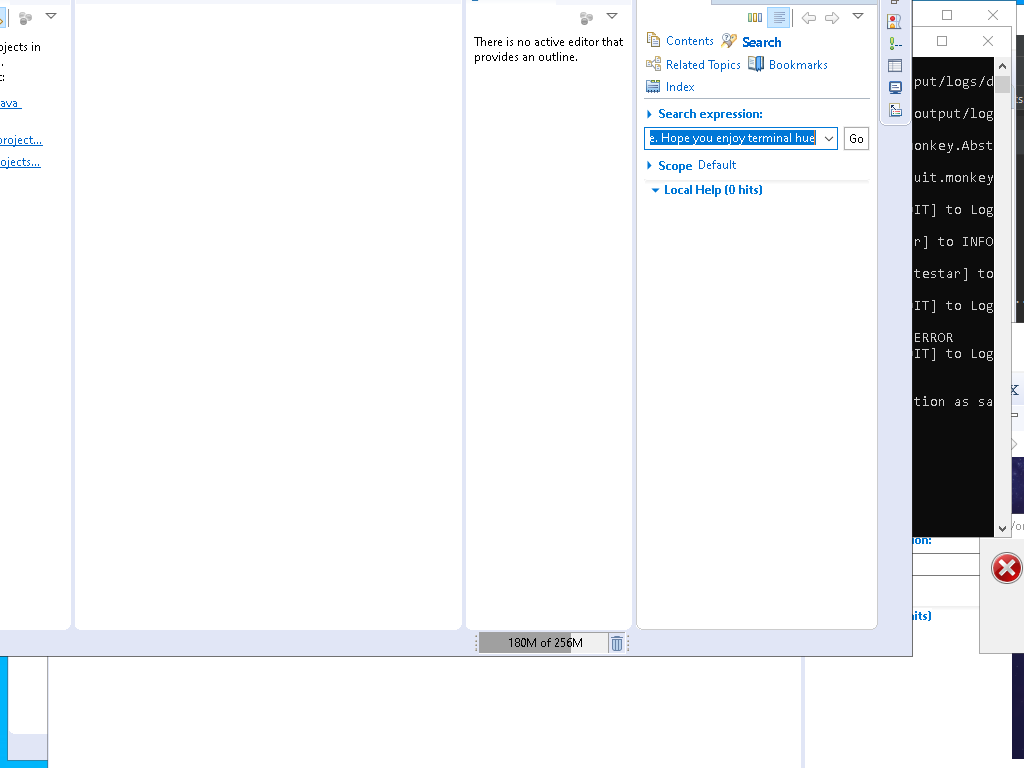 ojects in
ava
project...
ojects...
There is no active editor that
provides an outline.
Contents Search
Related Topics Bookmarks
Index
Search expression:
e. Hope you enjoy terminal hue
Go
Scope Default
Local Help (0 hits)
180M of 256M
put/logs/d
output/log
onkey.Abst
uit.monkey
IT] to Log
r] to INFO
testar] to
IT] to Log
ERROR
IT] to Log
tion as sa
ion:
its)